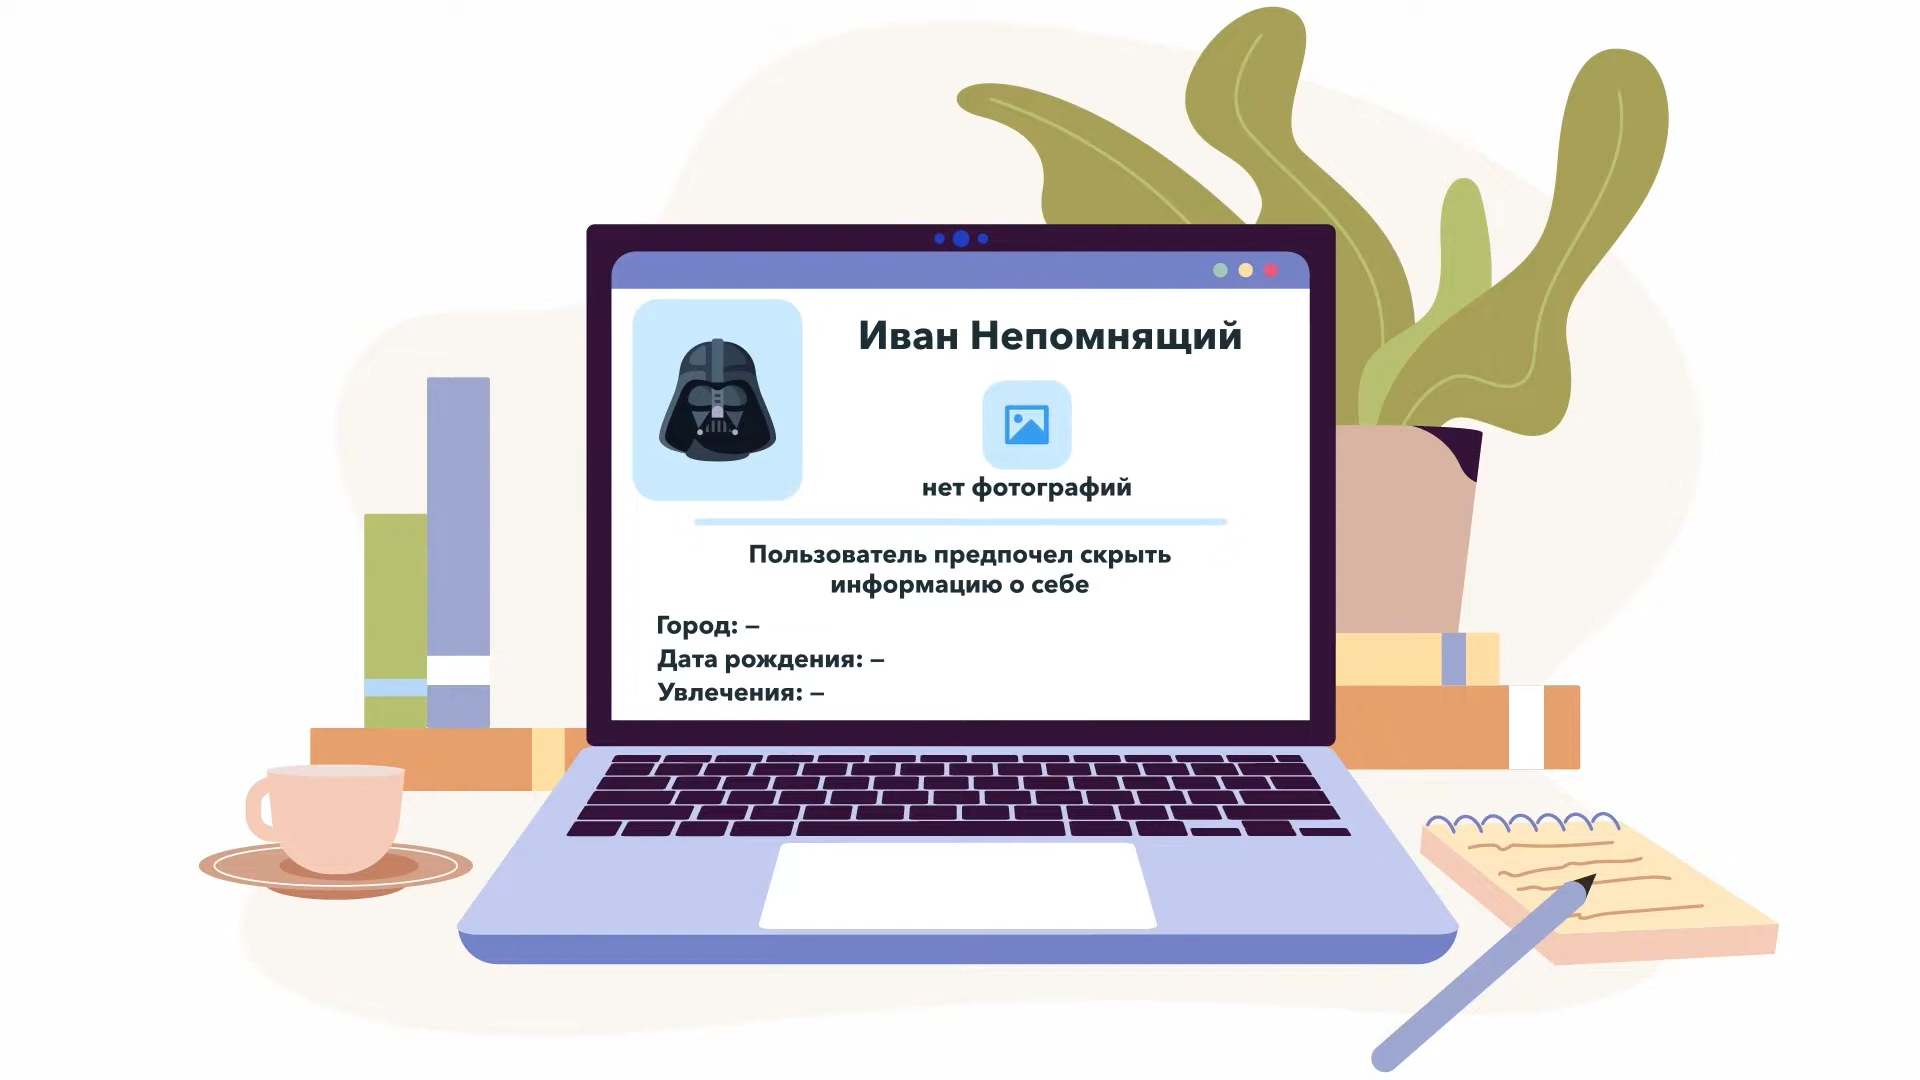 Иван Непомнящий
нет фотографий
Пользователь предпочел скрыть
информацию о себе
Город: –
Дата рождения: –
Увлечения: –